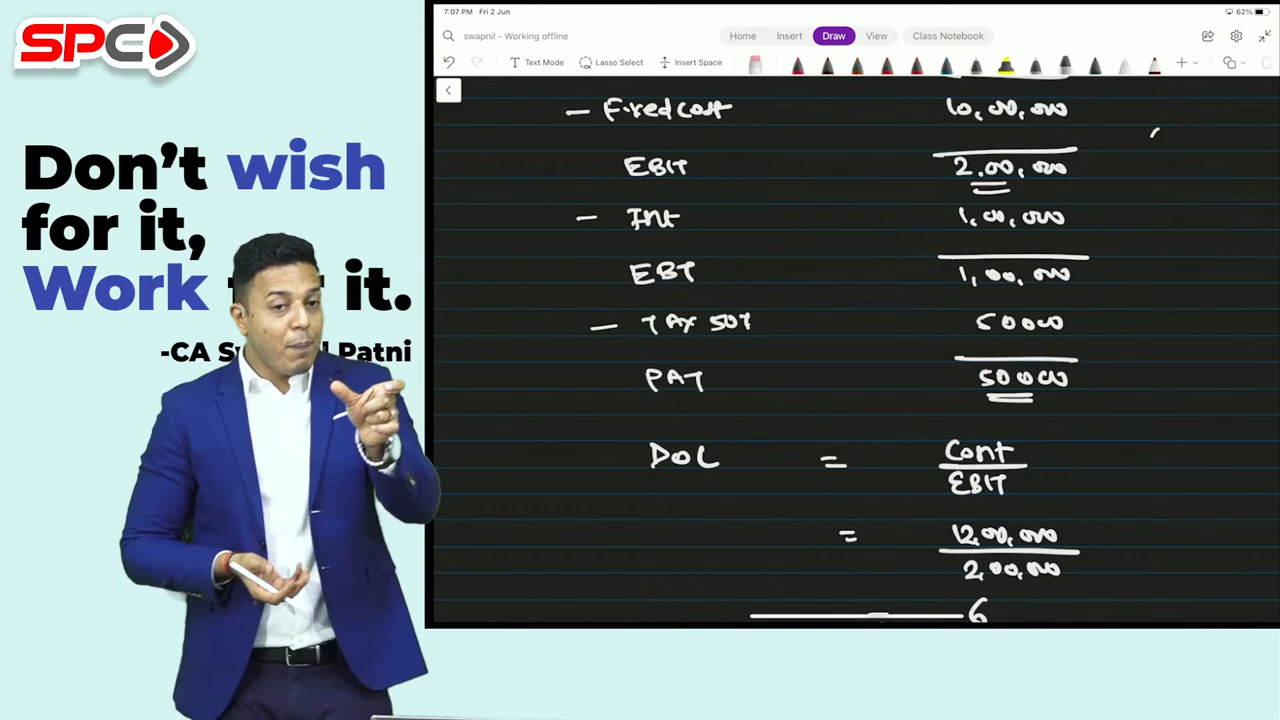 SPC
Don't wish
for it,
Work it.
-CA S Patni
7:07 PM Fri 2 Jun
62%
swapnil - Working offline
Home Insert Draw View Class Notebook
Text Mode Lasso Select Insert Space
- Fixed Cost 10,00,000
EBIT 2,00,000
- Int 1,00,000
EBT 1,00,000
- TAX 50% 50000
PAT 50000
DOL = Cont
EBIT
= 12,00,000
2,00,000
6